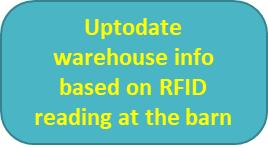 Uptodate
warehouse info
based on RFID
reading at the barn